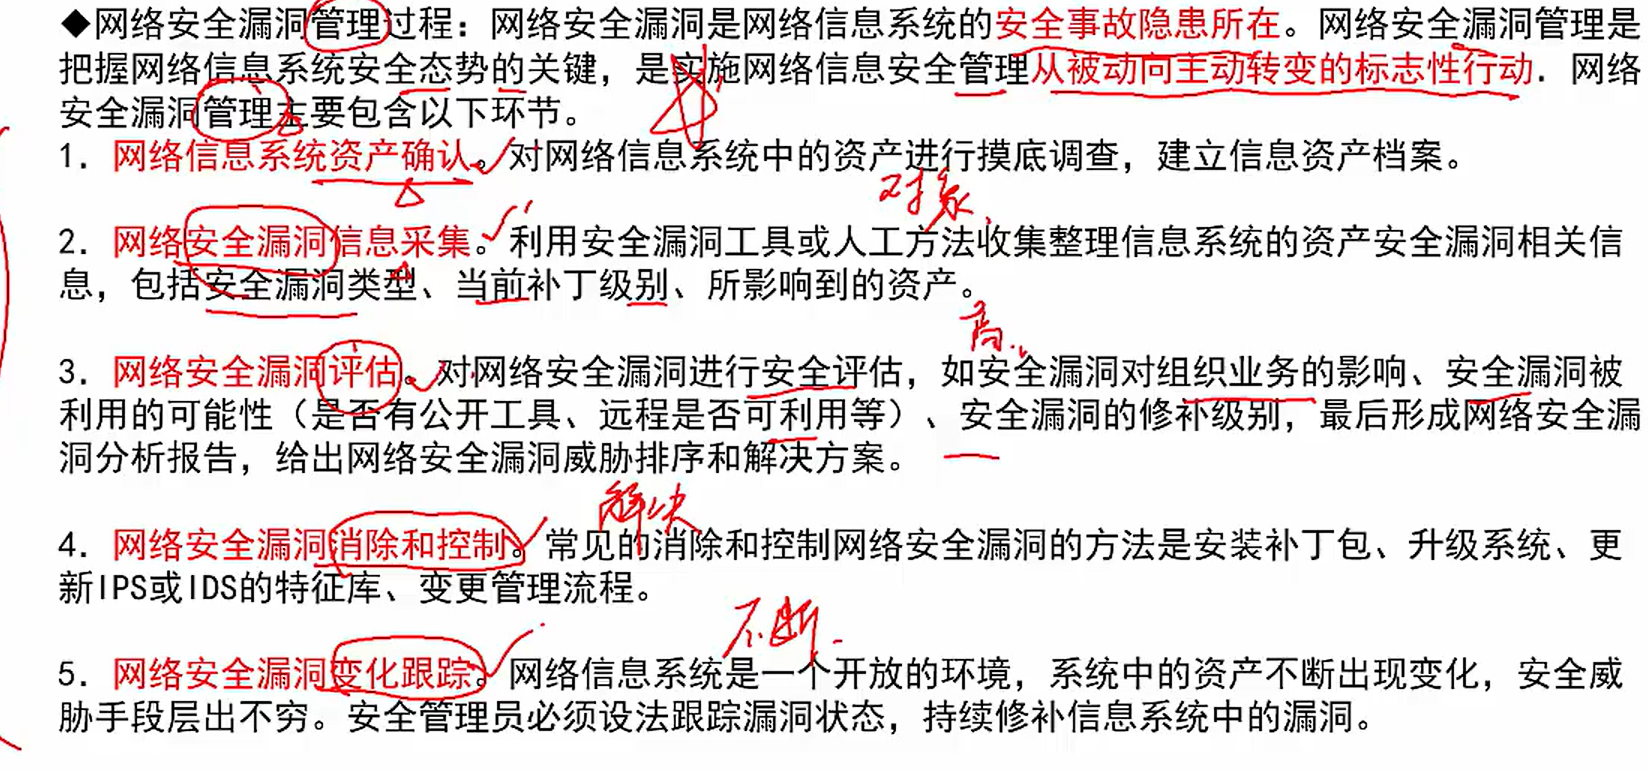 ◆网络安全漏洞管理过程：网络安全漏洞是网络信息系统的安全事故隐患所在。网络安全漏洞管理是
把握网络信息系统安全态势的关键，是实施网络信息安全管理从被动向主动转变的标志性行动．网络
安全漏洞管理主要包含以下环节。
1．网络信息系统资产确认。对网络信息系统中的资产进行摸底调查，建立信息资产档案。
对象
2．网络安全漏洞信息采集。利用安全漏洞工具或人工方法收集整理信息系统的资产安全漏洞相关信
息，包括安全漏洞类型、当前补丁级别、所影响到的资产。
高
3．网络安全漏洞评估。对网络安全漏洞进行安全评估，如安全漏洞对组织业务的影响、安全漏洞被
利用的可能性（是否有公开工具、远程是否可利用等）、安全漏洞的修补级别，最后形成网络安全漏
洞分析报告，给出网络安全漏洞威胁排序和解决方案。
解决
4．网络安全漏洞消除和控制。常见的消除和控制网络安全漏洞的方法是安装补丁包、升级系统、更
新IPS或IDS的特征库、变更管理流程。
不断
5．网络安全漏洞变化跟踪。网络信息系统是一个开放的环境，系统中的资产不断出现变化，安全威
胁手段层出不穷。安全管理员必须设法跟踪漏洞状态，持续修补信息系统中的漏洞。